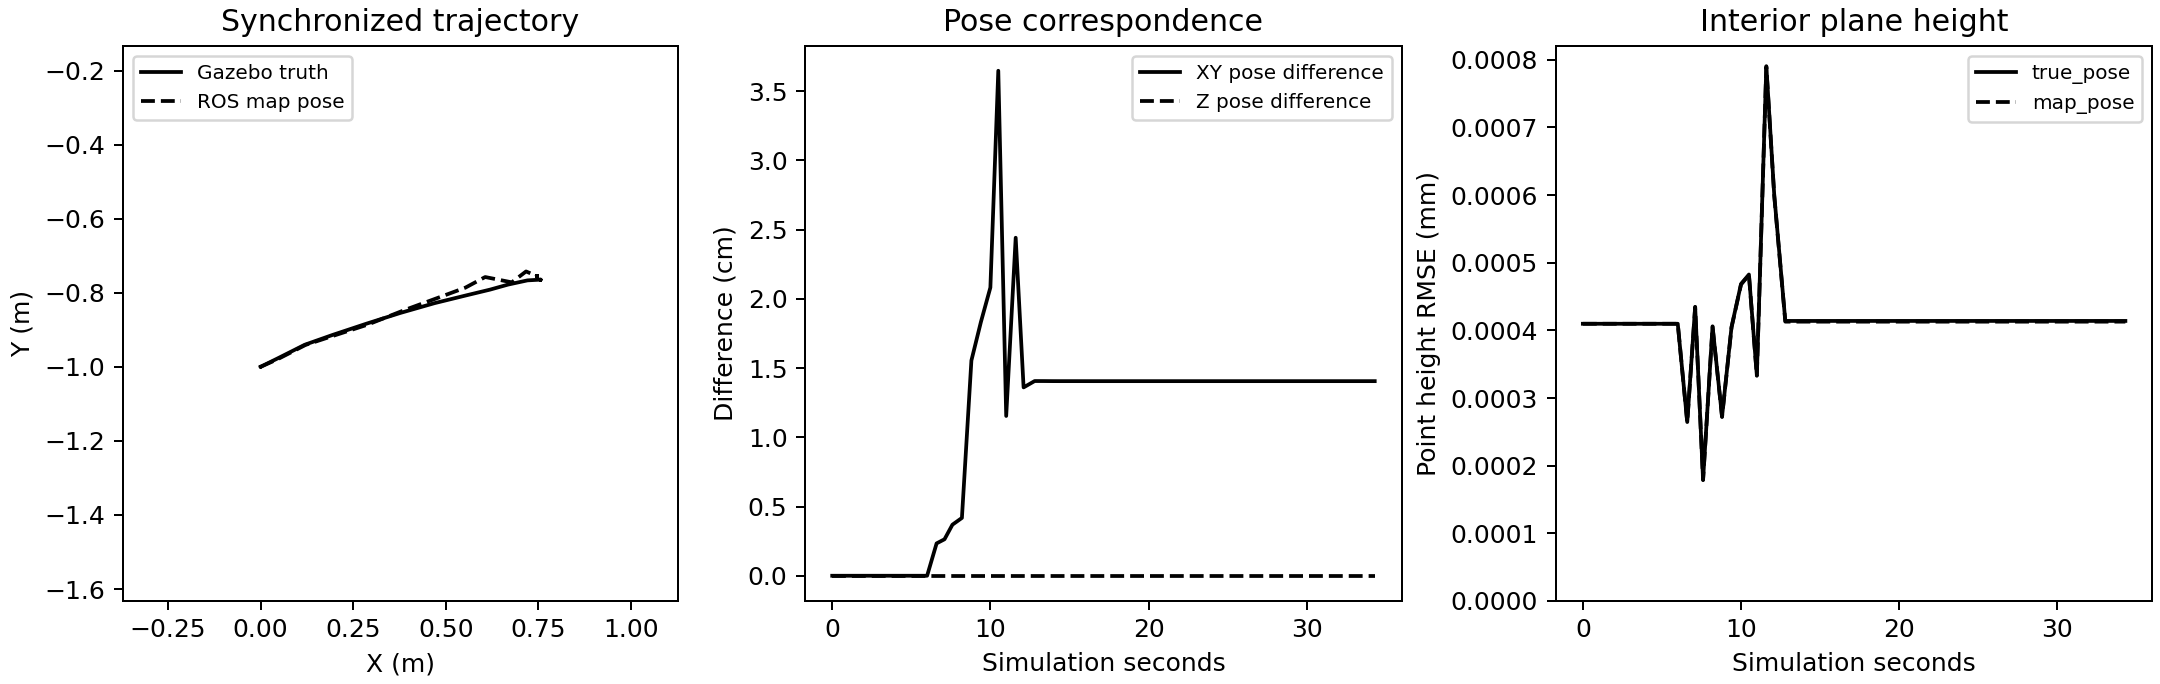 Synchronized trajectory
Gazebo truth
ROS map pose
−0.2
−0.4
−0.6
−0.8
−1.0
−1.2
−1.4
−1.6
Y (m)
−0.25 0.00 0.25 0.50 0.75 1.00
X (m)
Pose correspondence
XY pose difference
Z pose difference
3.5
3.0
2.5
2.0
1.5
1.0
0.5
0.0
Difference (cm)
0 10 20 30
Simulation seconds
Interior plane height
true_pose
map_pose
0.0008
0.0007
0.0006
0.0005
0.0004
0.0003
0.0002
0.0001
0.0000
Point height RMSE (mm)
0 10 20 30
Simulation seconds